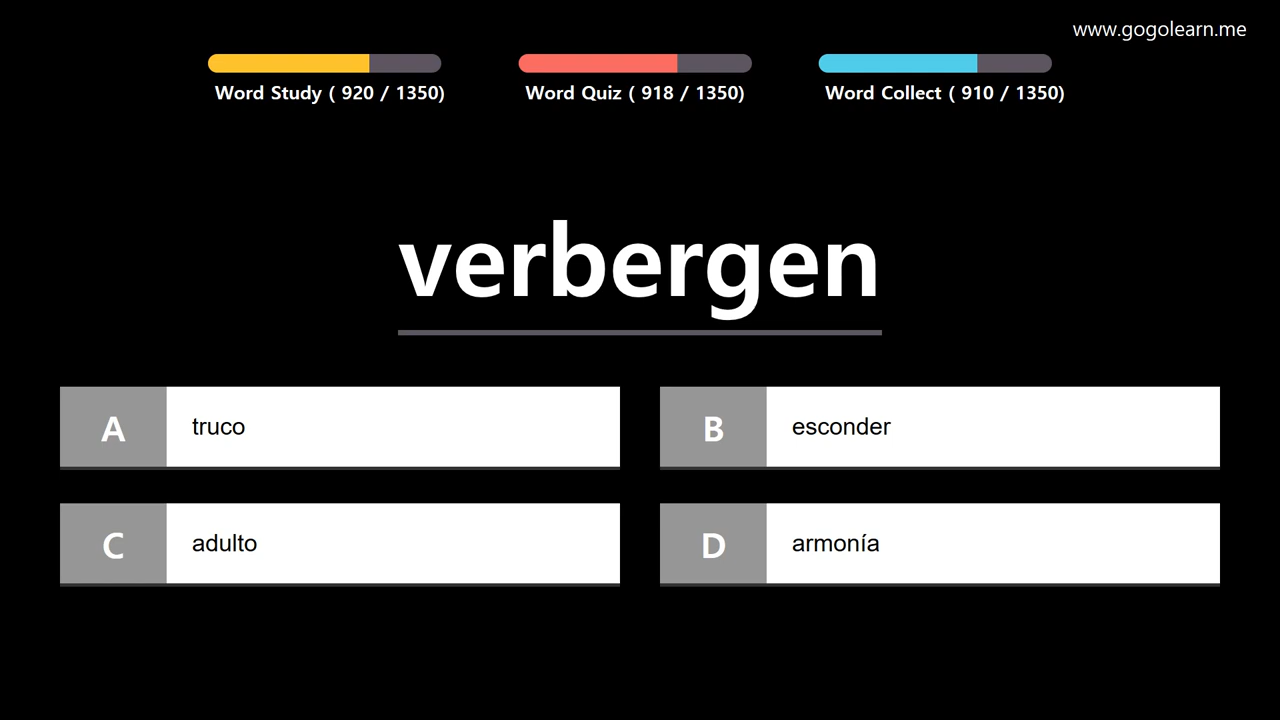 www.gogolearn.me
Word Study ( 920 / 1350)
Word Quiz ( 918 / 1350)
Word Collect ( 910 / 1350)
verbergen
A truco
B esconder
C adulto
D armonía